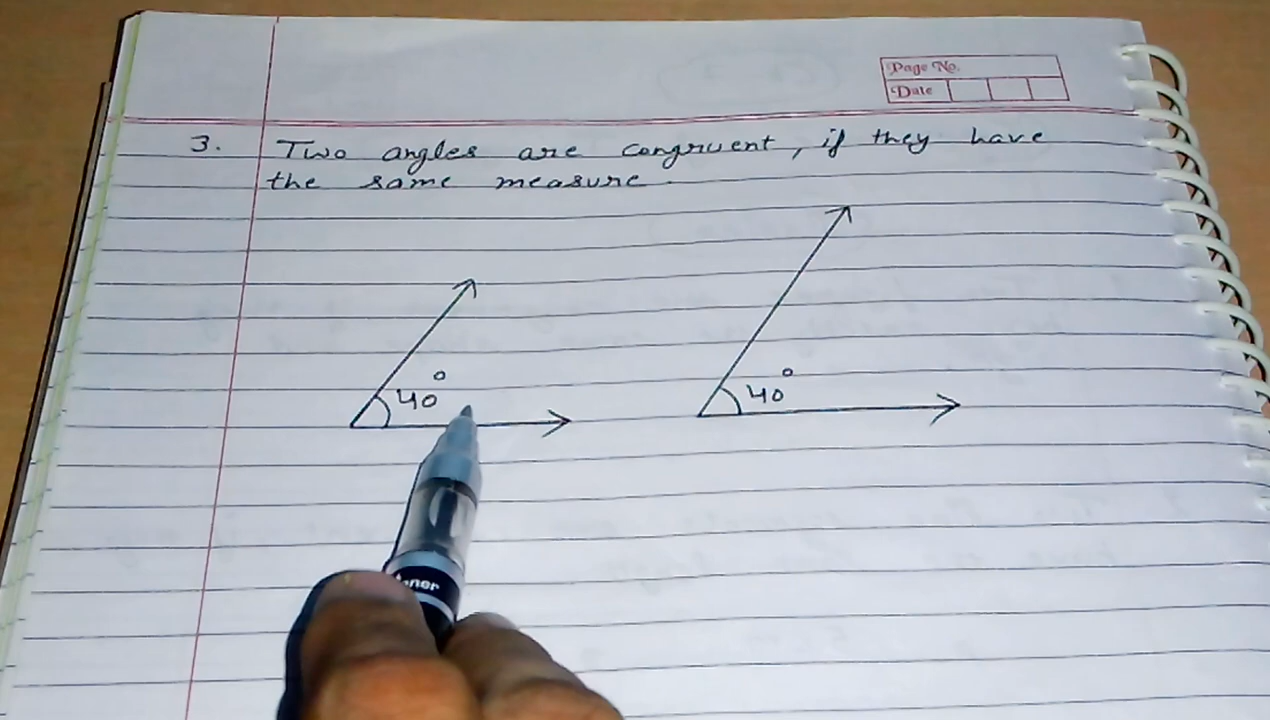 Page No.
Date
3. Two angles are congruent, if they have
the same measure.
40°
40°